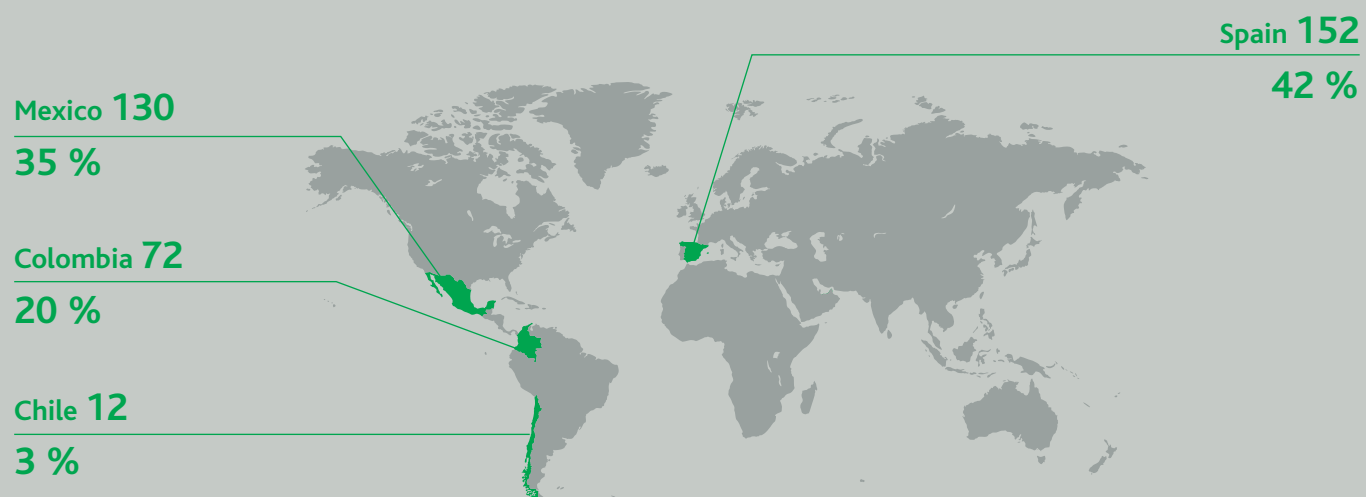 Mexico 130
35 %
Colombia 72
20 %
Chile 12
3 %
Spain 152
42 %